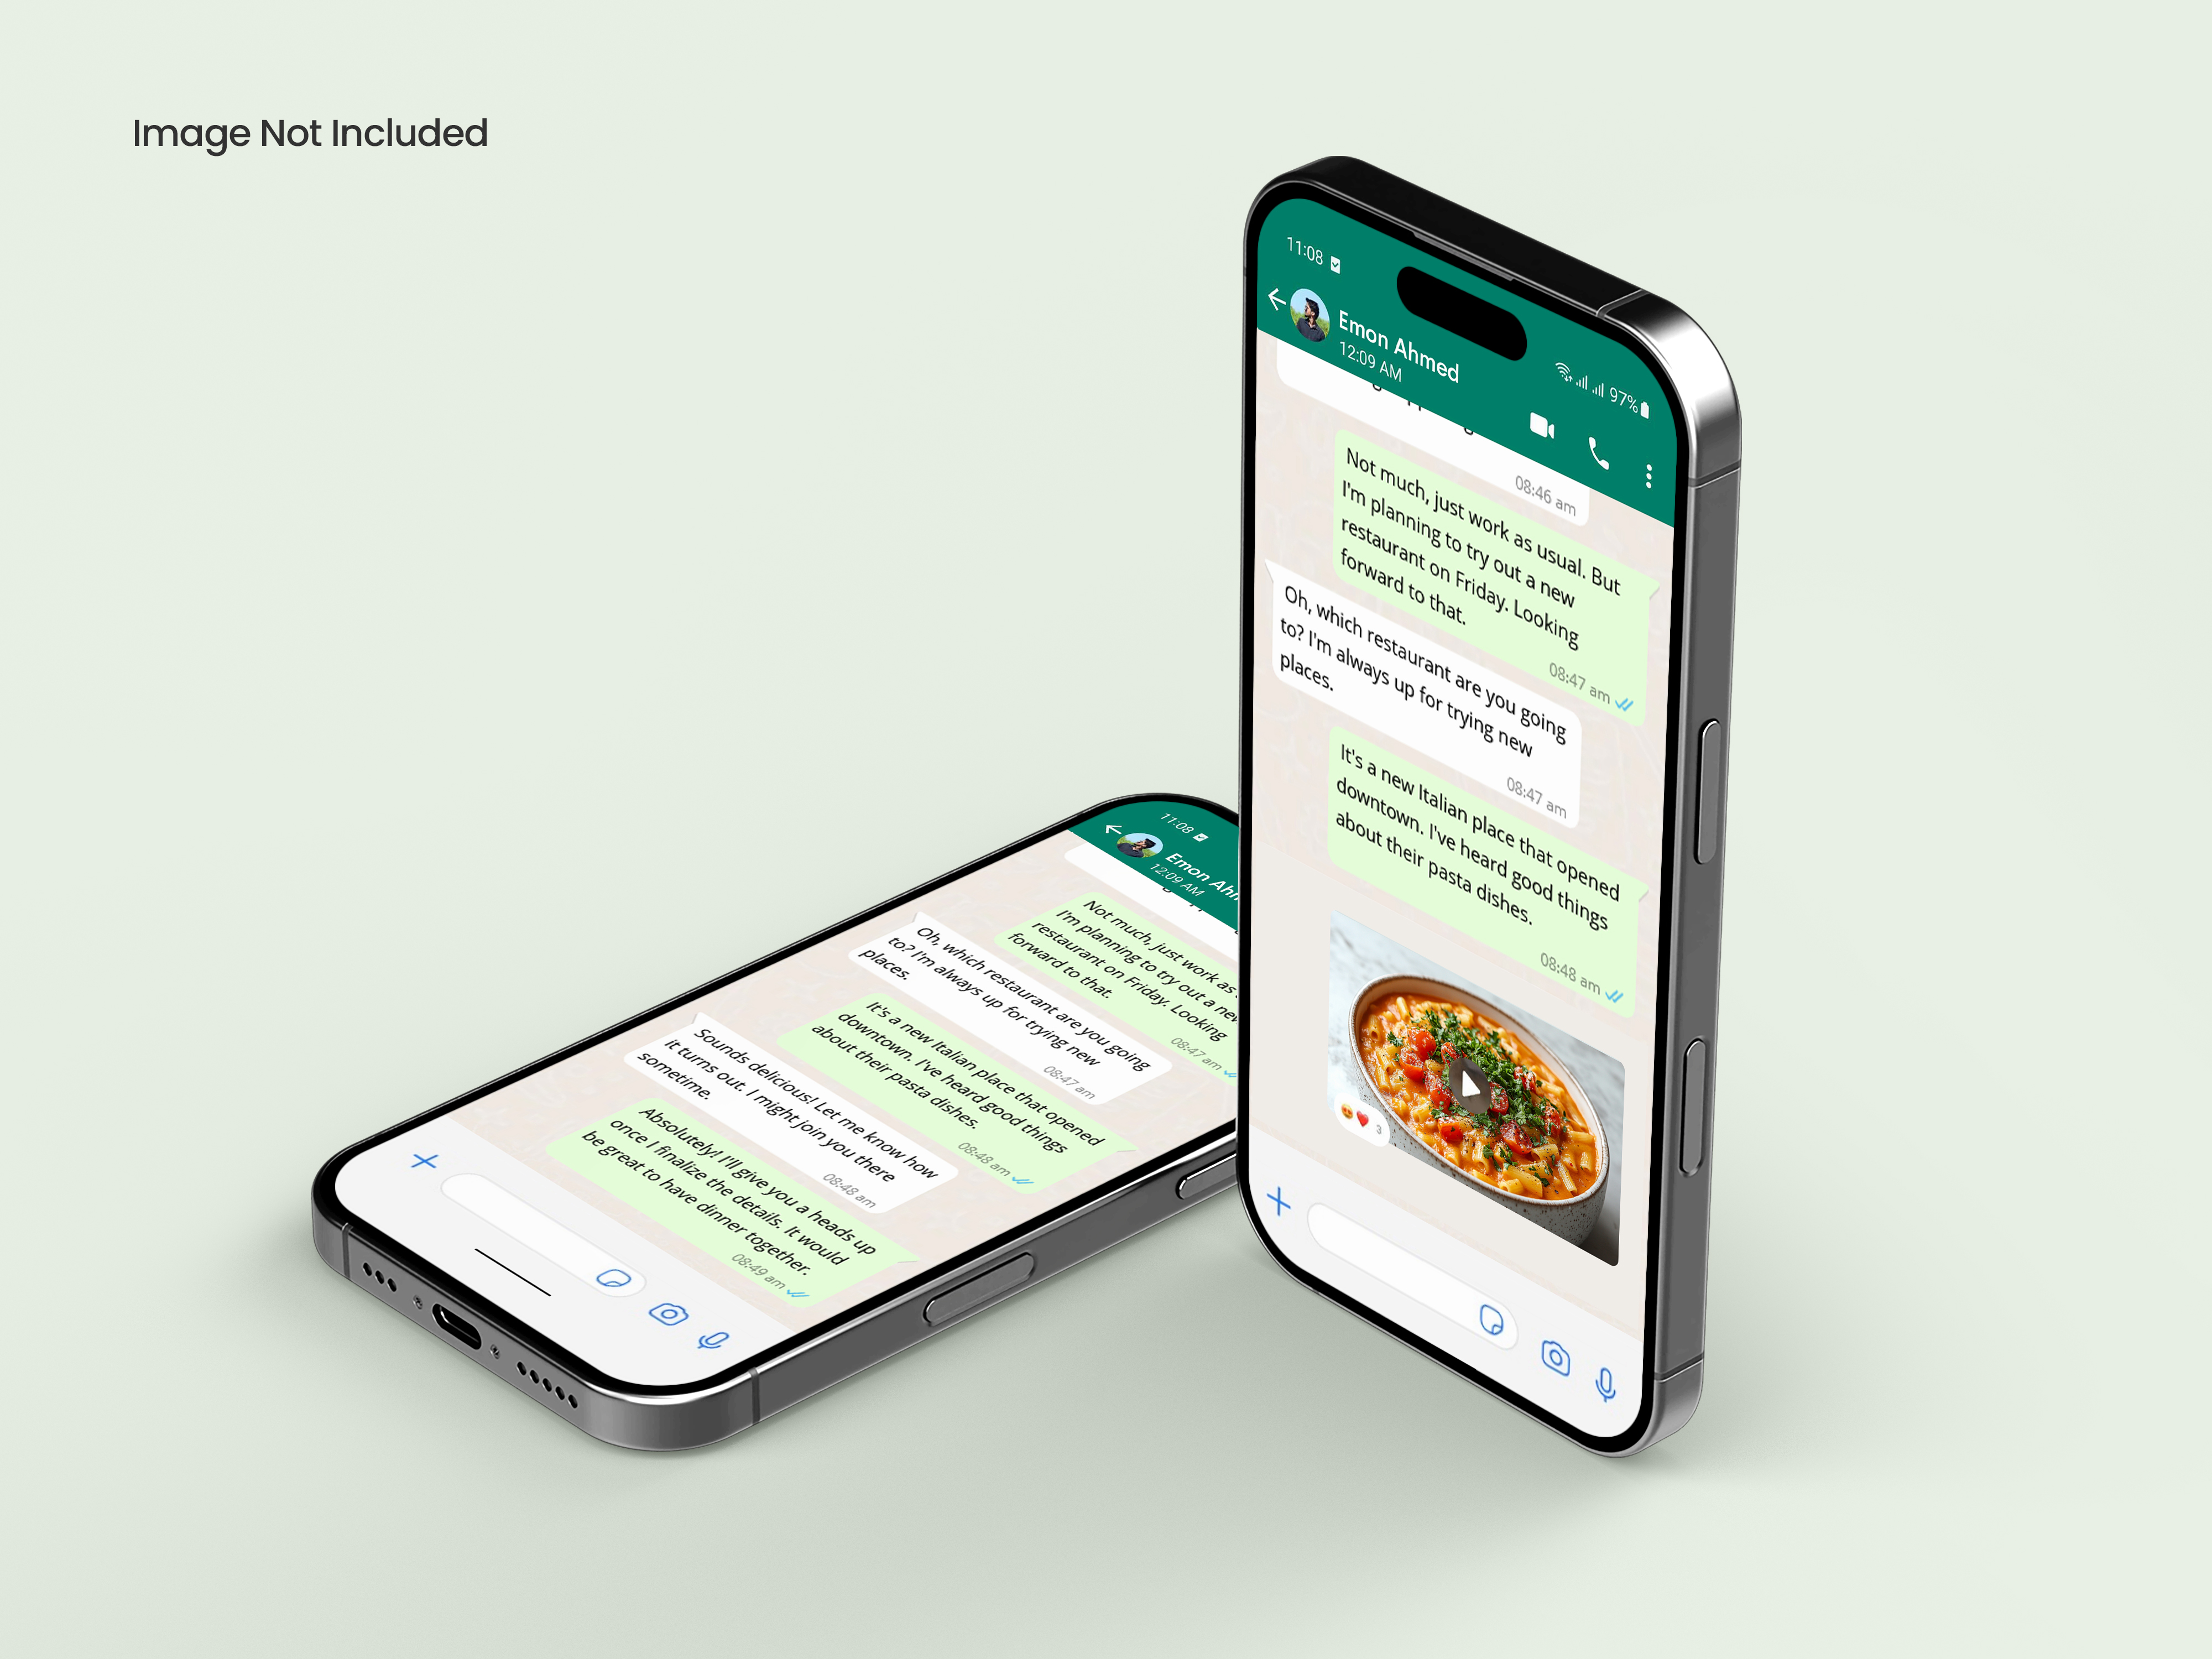 Image Not Included
11:08
97%
Emon Ahmed
12:09 AM
08:46 am
Not much, just work as usual. But
I'm planning to try out a new
restaurant on Friday. Looking
forward to that.
08:47 am
Oh, which restaurant are you going
to? I'm always up for trying new
places.
08:47 am
It's a new Italian place that opened
downtown. I've heard good things
about their pasta dishes.
08:48 am
3
11:08
Emon Ahm
12:09 AM
Not much, just work as
I'm planning to try out a new
restaurant on Friday. Looking
forward to that.
08:47 am
Oh, which restaurant are you going
to? I'm always up for trying new
places.
08:47 am
It's a new Italian place that opened
downtown. I've heard good things
about their pasta dishes.
08:48 am
Sounds delicious! Let me know how
it turns out. I might join you there
sometime.
08:48 am
Absolutely! I'll give you a heads up
once I finalize the details. It would
be great to have dinner together.
08:49 am